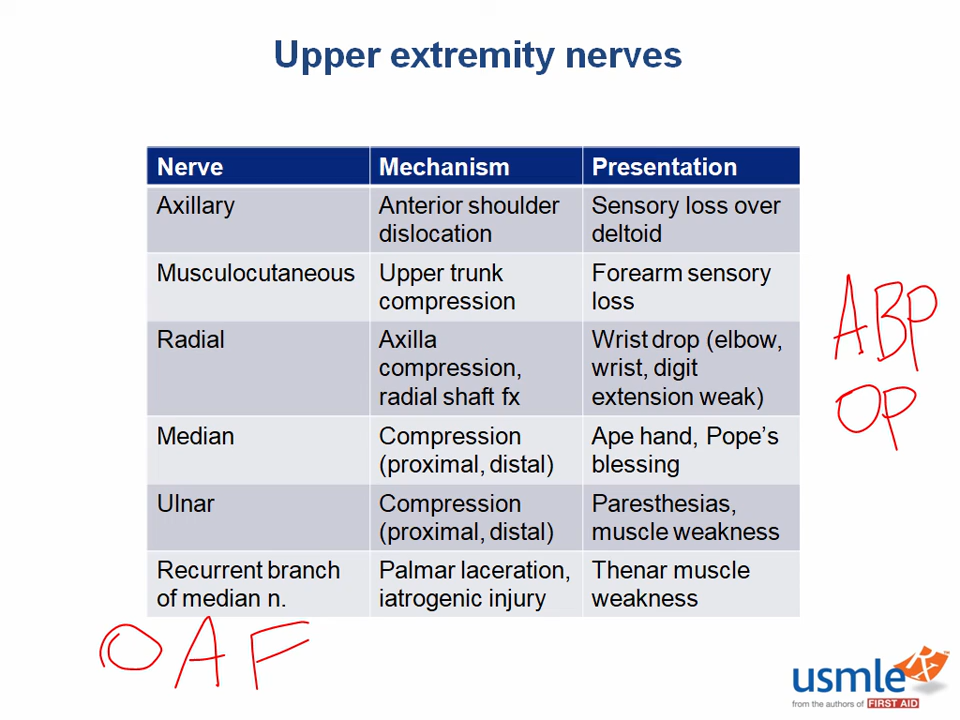 Upper extremity nerves
Nerve Mechanism Presentation
Axillary Anterior shoulder dislocation Sensory loss over deltoid
Musculocutaneous Upper trunk compression Forearm sensory loss
Radial Axilla compression, radial shaft fx Wrist drop (elbow, wrist, digit extension weak)
Median Compression (proximal, distal) Ape hand, Pope's blessing
Ulnar Compression (proximal, distal) Paresthesias, muscle weakness
Recurrent branch of median n. Palmar laceration, iatrogenic injury Thenar muscle weakness
ABP
OP
OAF
usmle Rx
from the authors of FIRST AID